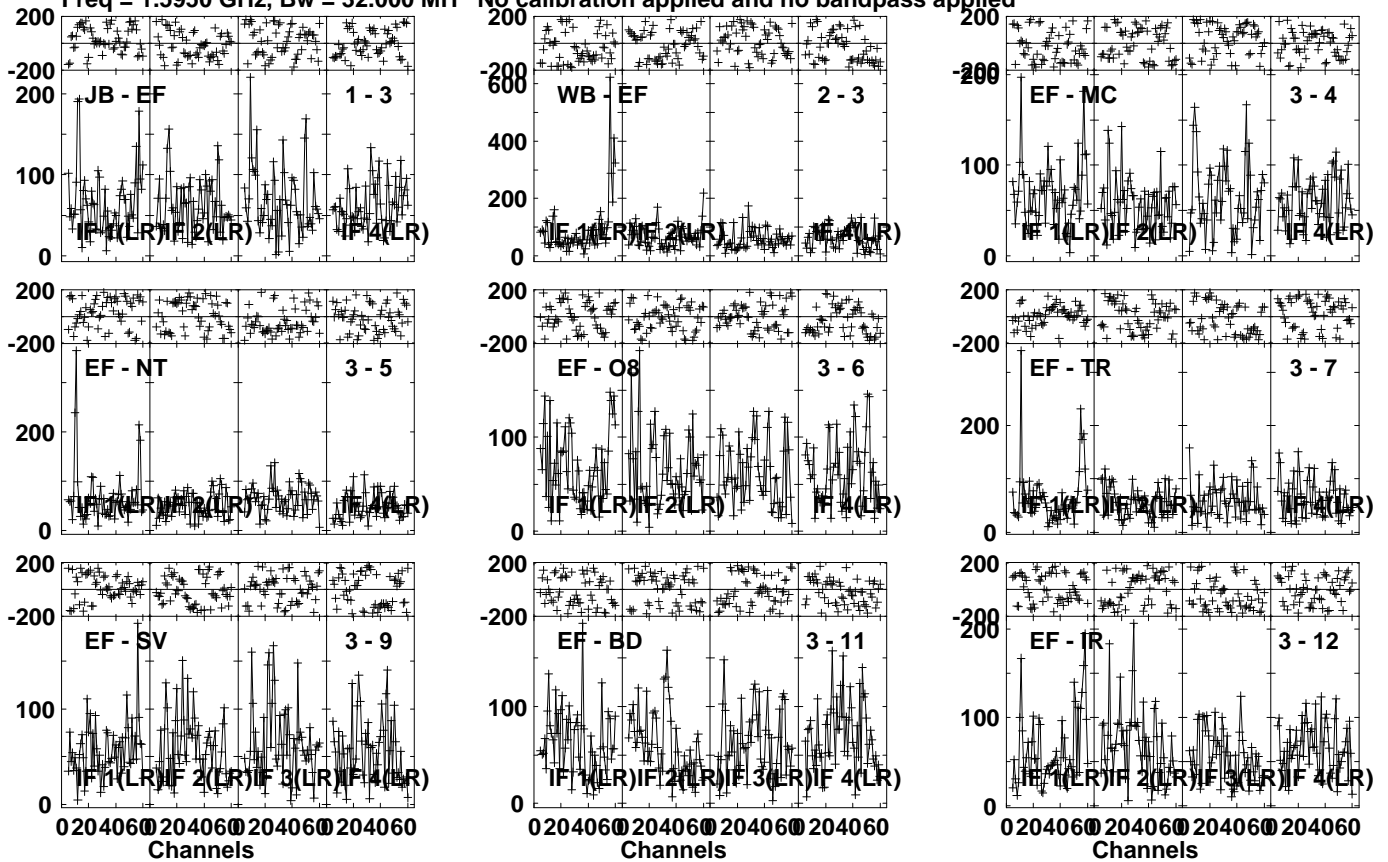 Freq = 1.5950 GHz, Bw = 32.000 MH No calibration applied and no bandpass applied
200
-200
200
100
0
JB - EF 1 - 3
IF 1(LR) IF 2(LR) IF 4(LR)
200
-200
600
400
200
0
WB - EF 2 - 3
IF 1(LR) IF 2(LR) IF 4(LR)
200
-200
200
100
0
EF - MC 3 - 4
IF 1(LR) IF 2(LR) IF 4(LR)
200
-200
200
0
EF - NT 3 - 5
IF 1(LR) IF 2(LR) IF 4(LR)
200
-200
100
0
EF - O8 3 - 6
IF 1(LR) IF 2(LR) IF 4(LR)
200
-200
200
0
EF - TR 3 - 7
IF 1(LR) IF 2(LR) IF 4(LR)
200
-200
100
0
EF - SV 3 - 9
IF 1(LR) IF 2(LR) IF 3(LR) IF 4(LR)
200
-200
100
0
EF - BD 3 - 11
IF 1(LR) IF 2(LR) IF 3(LR) IF 4(LR)
200
-200
200
100
0
EF - IR 3 - 12
IF 1(LR) IF 2(LR) IF 3(LR) IF 4(LR)
0 20 40 60 0 20 40 60 0 20 40 60 0 20 40 60
Channels
0 20 40 60 0 20 40 60 0 20 40 60 0 20 40 60
Channels
0 20 40 60 0 20 40 60 0 20 40 60 0 20 40 60
Channels